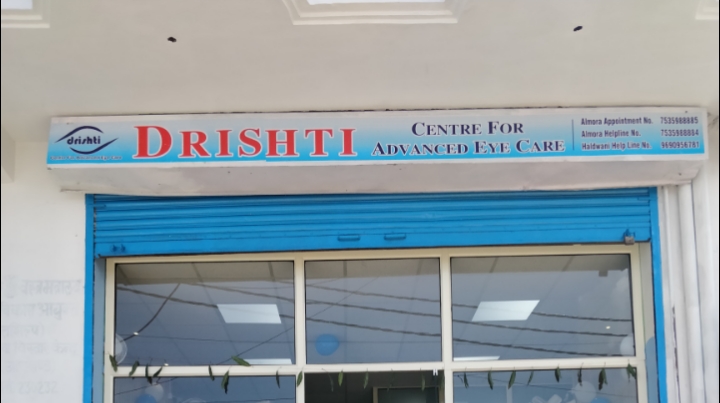 drishti
DRISHTI
CENTRE FOR
ADVANCED EYE CARE
Almora Appointment No. 7535988885
Almora Helpline No. 7535988884
Haldwani Help Line No. 9690956781